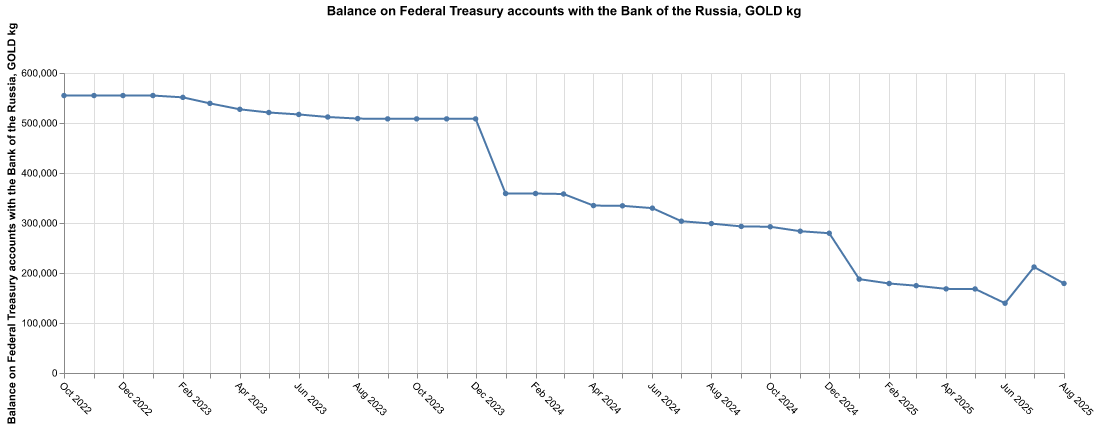 Balance on Federal Treasury accounts with the Bank of the Russia, GOLD kg
Balance on Federal Treasury accounts with the Bank of the Russia, GOLD kg
600,000
500,000
400,000
300,000
200,000
100,000
0
Oct 2022
Dec 2022
Feb 2023
Apr 2023
Jun 2023
Aug 2023
Oct 2023
Dec 2023
Feb 2024
Apr 2024
Jun 2024
Aug 2024
Oct 2024
Dec 2024
Feb 2025
Apr 2025
Jun 2025
Aug 2025